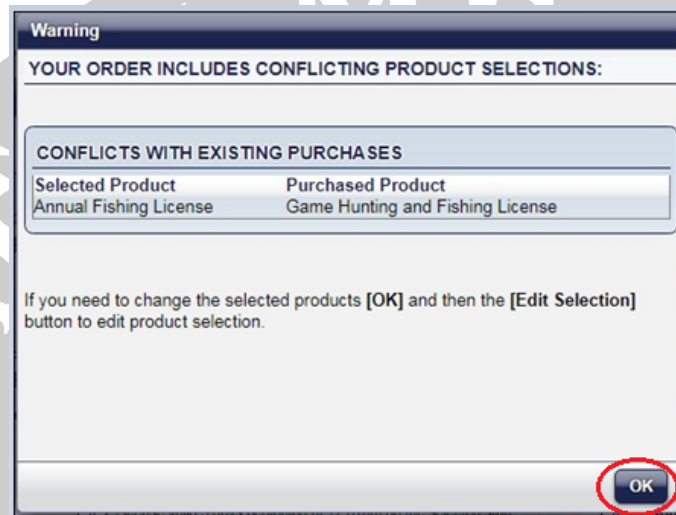 Warning
YOUR ORDER INCLUDES CONFLICTING PRODUCT SELECTIONS:
CONFLICTS WITH EXISTING PURCHASES
Selected Product Purchased Product
Annual Fishing License Game Hunting and Fishing License
If you need to change the selected products [OK] and then the [Edit Selection]
button to edit product selection.
OK